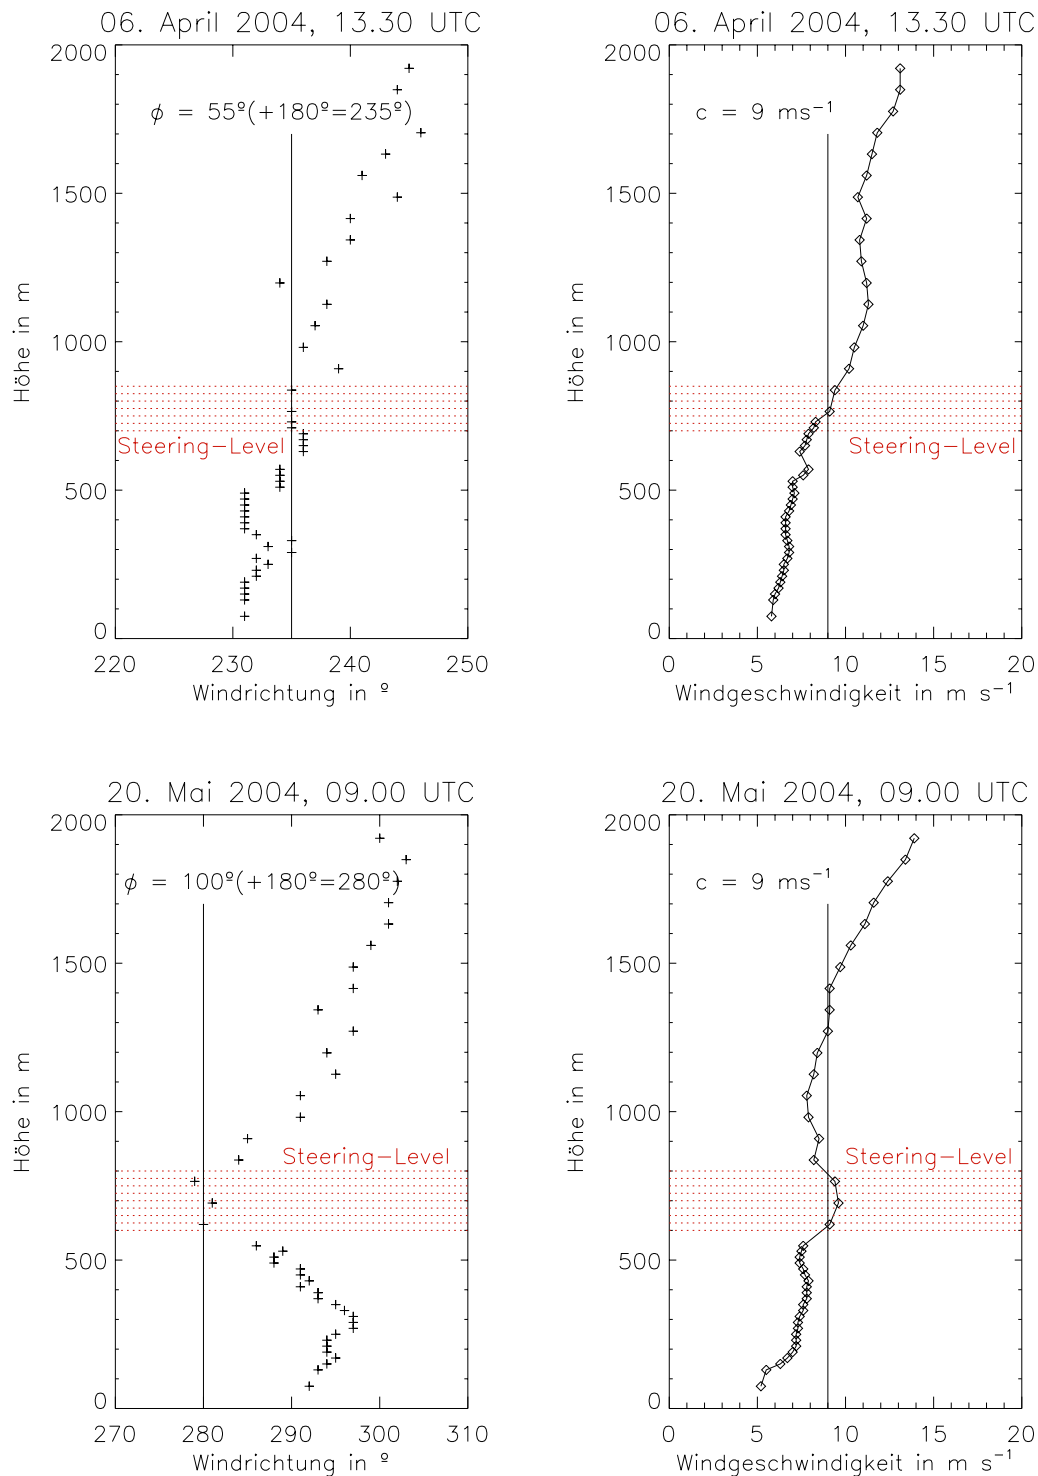 06. April 2004, 13.30 UTC
2000
φ = 55º(+180º=235º)
1500
Höhe in m
1000
Steering-Level
500
0
220 230 240 250
Windrichtung in º
06. April 2004, 13.30 UTC
2000
c = 9 ms⁻¹
1500
Höhe in m
1000
Steering-Level
500
0
0 5 10 15 20
Windgeschwindigkeit in m s⁻¹
20. Mai 2004, 09.00 UTC
2000
φ = 100º(+180º=280º)
1500
Höhe in m
1000
Steering-Level
500
0
270 280 290 300 310
Windrichtung in º
20. Mai 2004, 09.00 UTC
2000
c = 9 ms⁻¹
1500
Höhe in m
1000
Steering-Level
500
0
0 5 10 15 20
Windgeschwindigkeit in m s⁻¹